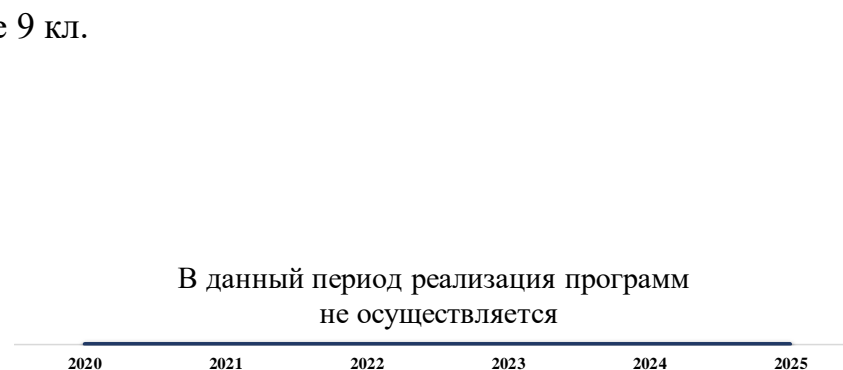 е 9 кл.
В данный период реализация программ
не осуществляется
2020 2021 2022 2023 2024 2025